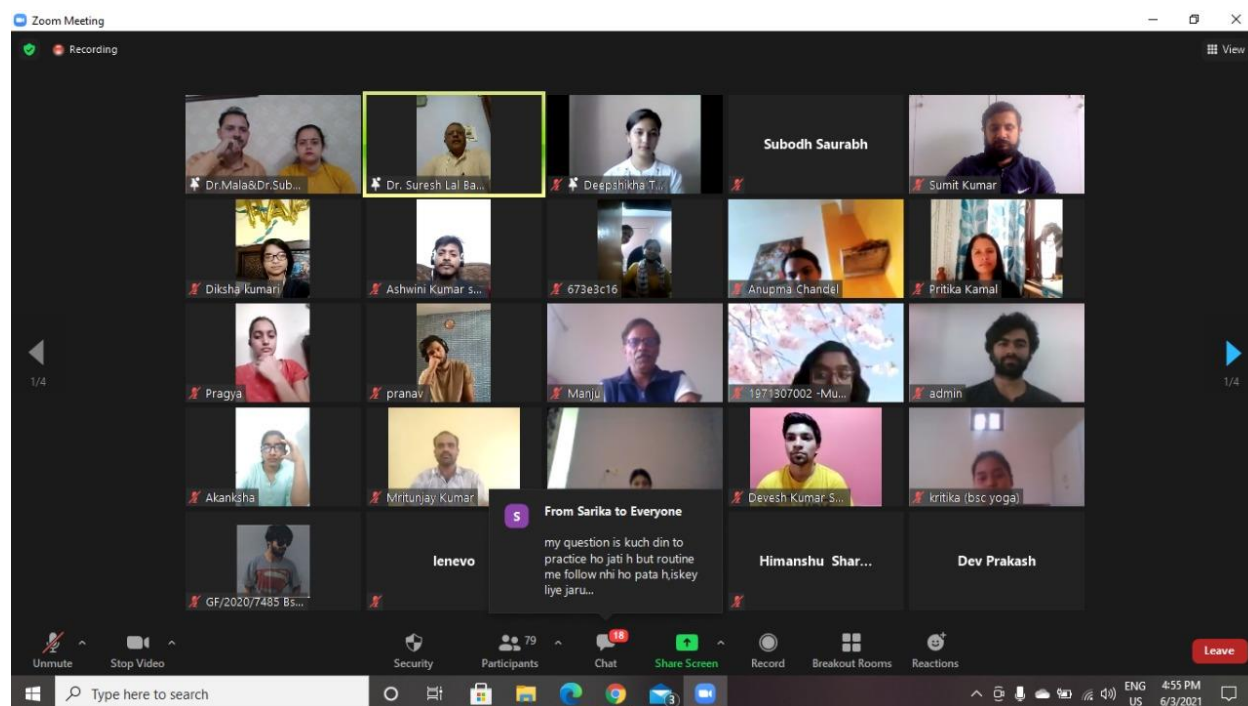 Zoom Meeting
Recording
View
Dr.Mala&Dr.Sub...
Dr. Suresh Lal Ba...
Deepshikha T...
Subodh Saurabh
Sumit Kumar
Diksha kumari
Ashwini Kumar s...
673e3c16
Anupma Chandel
Pritika Kamal
1/4
1/4
Pragya
pranav
Manju
1971307002 -Mu...
admin
Akanksha
Mritunjay Kumar
Devesh Kumar S...
kritika (bsc yoga)
S
From Sarika to Everyone
my question is kuch din to
practice ho jati h but routine
me follow nhi ho pata h,iskey
liye jaru...
GF/2020/7485 Bs...
lenevo
Himanshu Shar...
Dev Prakash
Unmute
Stop Video
Security
Participants
79
Chat
18
Share Screen
Record
Breakout Rooms
Reactions
Leave
Type here to search
3
ENG
US
4:55 PM
6/3/2021